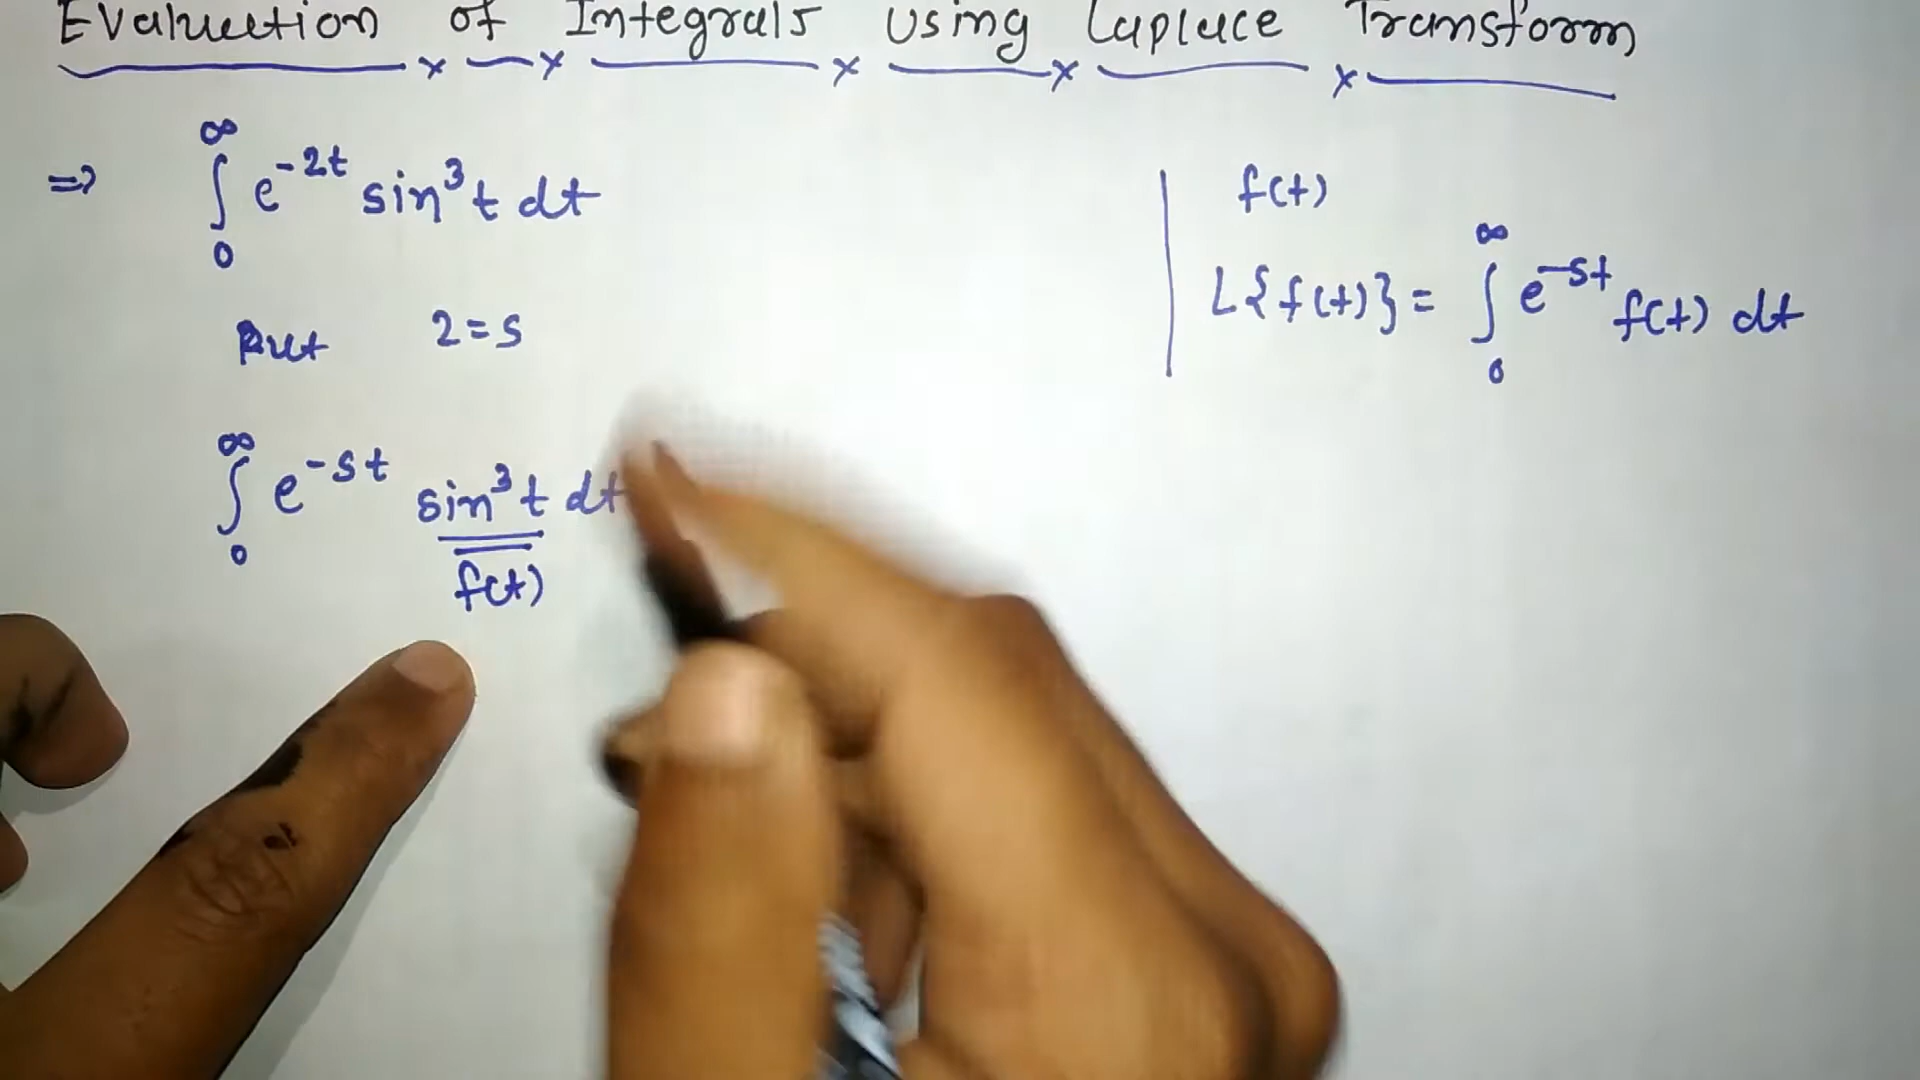 Evaluation of Integrals Using Laplace Transform
=> ∫₀^∞ e^{-2t} sin³t dt
Put 2=s
∫₀^∞ e^{-st} sin³t dt
f(t)
f(t)
L{f(t)} = ∫₀^∞ e^{-st} f(t) dt